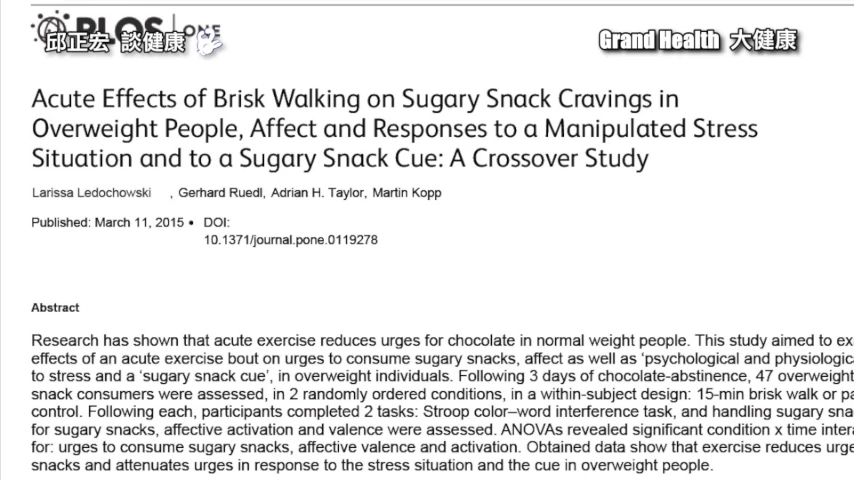 PLOS ONE
邱正宏 談健康
Grand Health 大健康
Acute Effects of Brisk Walking on Sugary Snack Cravings in
Overweight People, Affect and Responses to a Manipulated Stress
Situation and to a Sugary Snack Cue: A Crossover Study
Larissa Ledochowski , Gerhard Ruedl, Adrian H. Taylor, Martin Kopp
Published: March 11, 2015 • DOI:
10.1371/journal.pone.0119278
Abstract
Research has shown that acute exercise reduces urges for chocolate in normal weight people. This study aimed to ex
effects of an acute exercise bout on urges to consume sugary snacks, affect as well as ‘psychological and physiologica
to stress and a ‘sugary snack cue’, in overweight individuals. Following 3 days of chocolate-abstinence, 47 overweight
snack consumers were assessed, in 2 randomly ordered conditions, in a within-subject design: 15-min brisk walk or pa
control. Following each, participants completed 2 tasks: Stroop color–word interference task, and handling sugary sna
for sugary snacks, affective activation and valence were assessed. ANOVAs revealed significant condition x time intera
for: urges to consume sugary snacks, affective valence and activation. Obtained data show that exercise reduces urge
snacks and attenuates urges in response to the stress situation and the cue in overweight people.